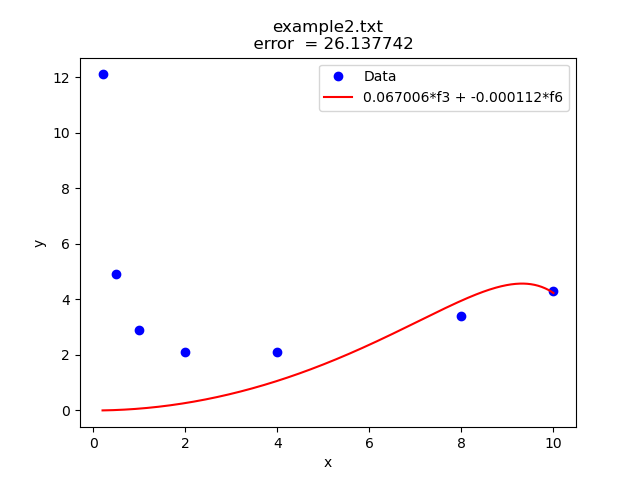 example2.txt
error  = 26.137742
Data
0.067006*f3 + -0.000112*f6
12
10
8
6
4
2
0
y
0
2
4
6
8
10
x